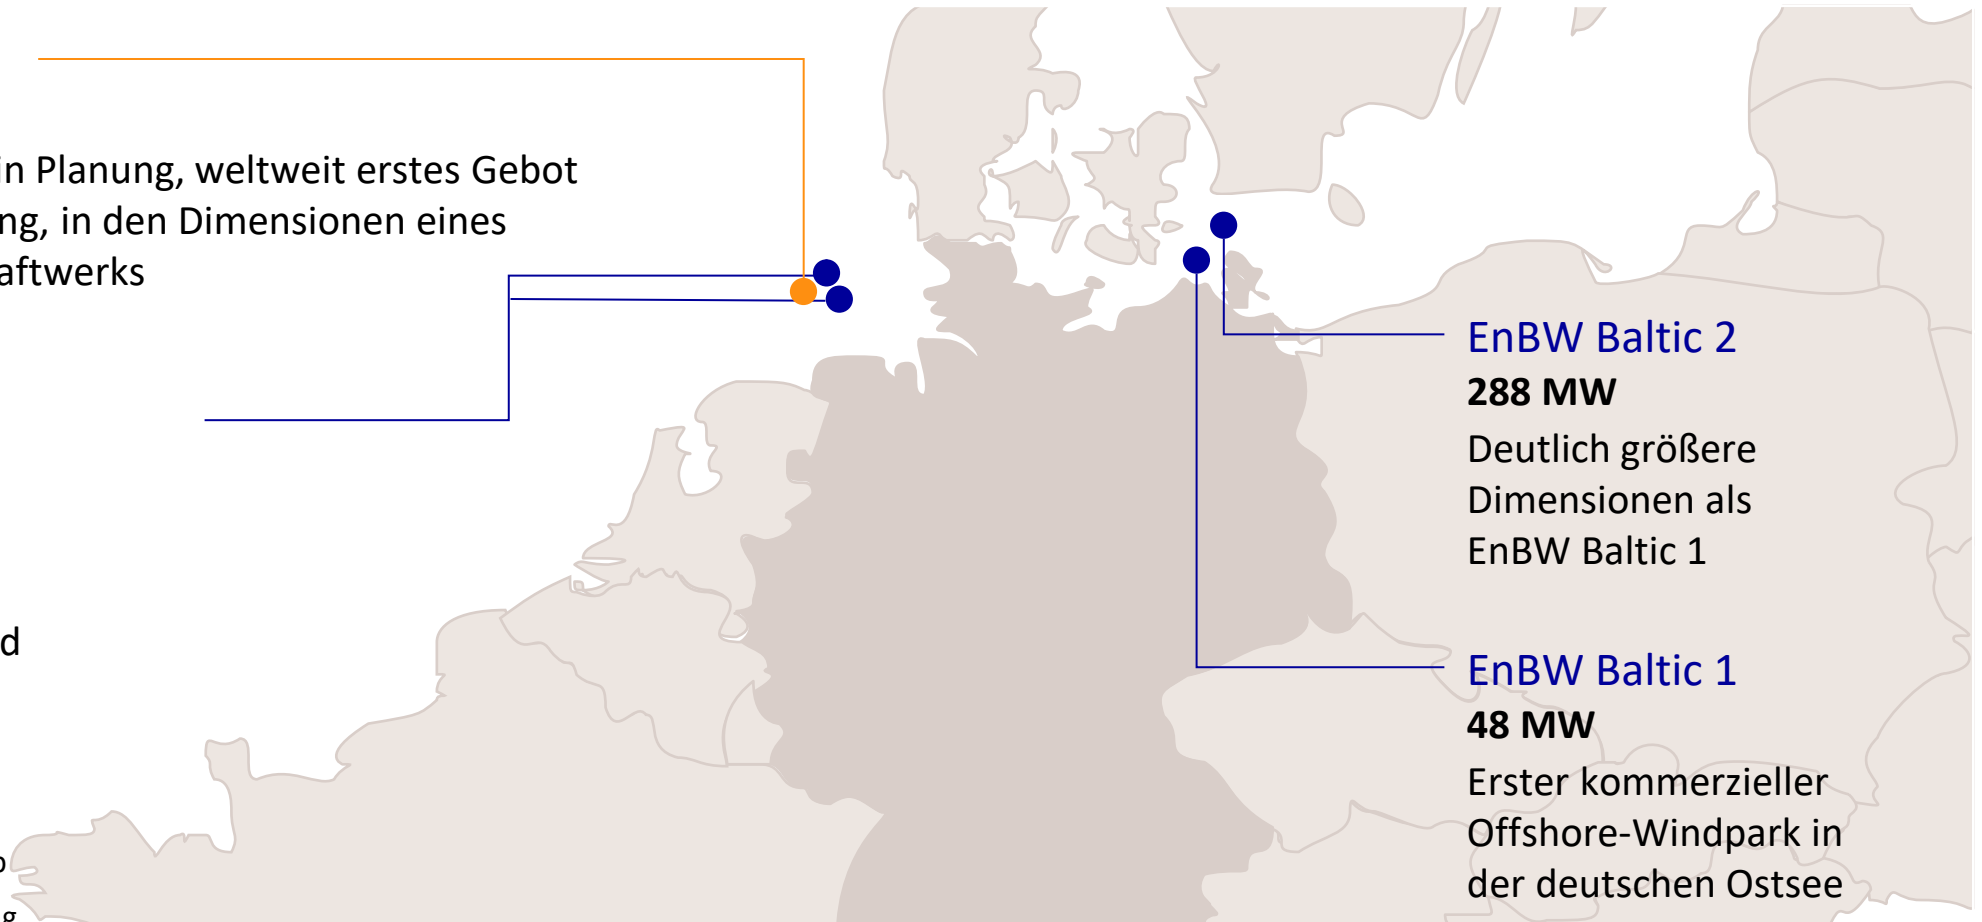 in Planung, weltweit erstes Gebot
ng, in den Dimensionen eines
aftwerks
d
g
EnBW Baltic 2
288 MW
Deutlich größere
Dimensionen als
EnBW Baltic 1
EnBW Baltic 1
48 MW
Erster kommerzieller
Offshore-Windpark in
der deutschen Ostsee